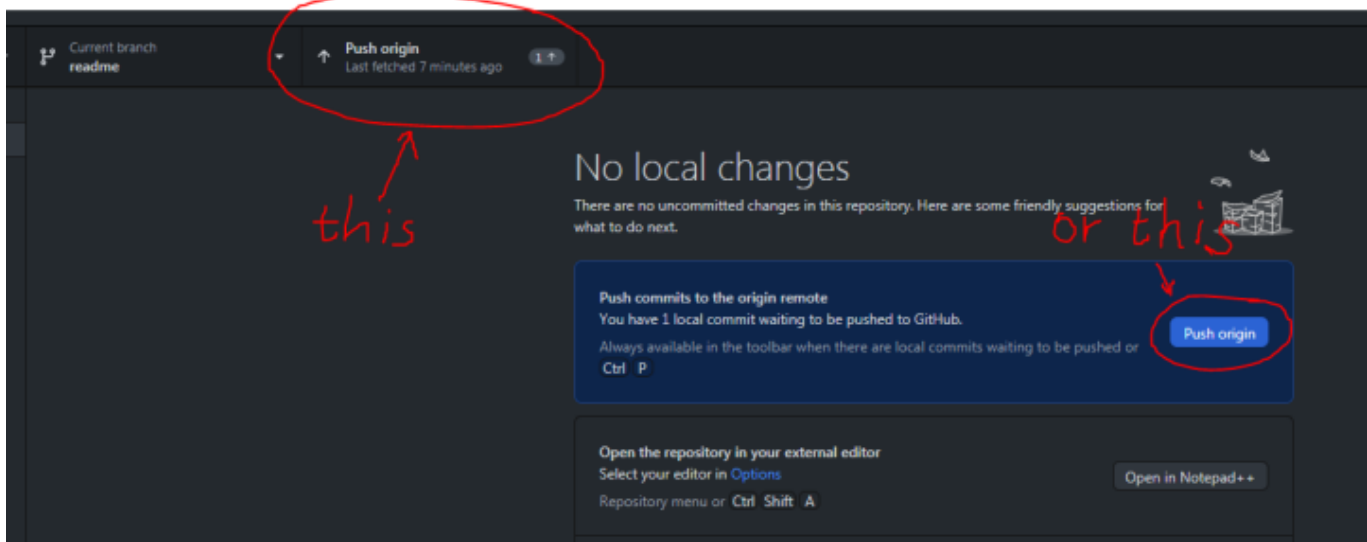 Current branch
readme
Push origin
Last fetched 7 minutes ago
1
this
No local changes
There are no uncommitted changes in this repository. Here are some friendly suggestions for
what to do next.
or this
Push commits to the origin remote
You have 1 local commit waiting to be pushed to GitHub.
Always available in the toolbar when there are local commits waiting to be pushed or
Ctrl P
Push origin
Open the repository in your external editor
Select your editor in Options
Repository menu or Ctrl Shift A
Open in Notepad++